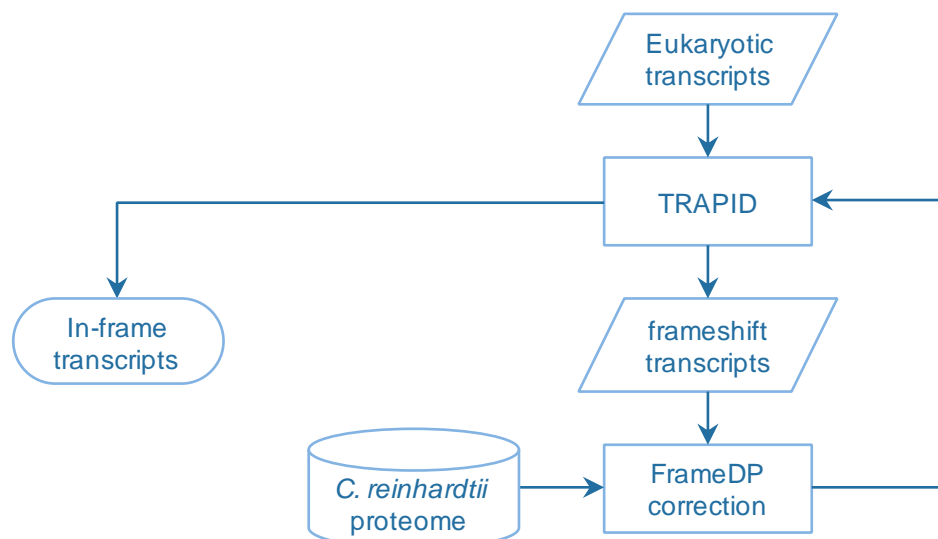 Eukaryotic
transcripts
TRAPID
In-frame
transcripts
frameshift
transcripts
C. reinhardtii
proteome
FrameDP
correction